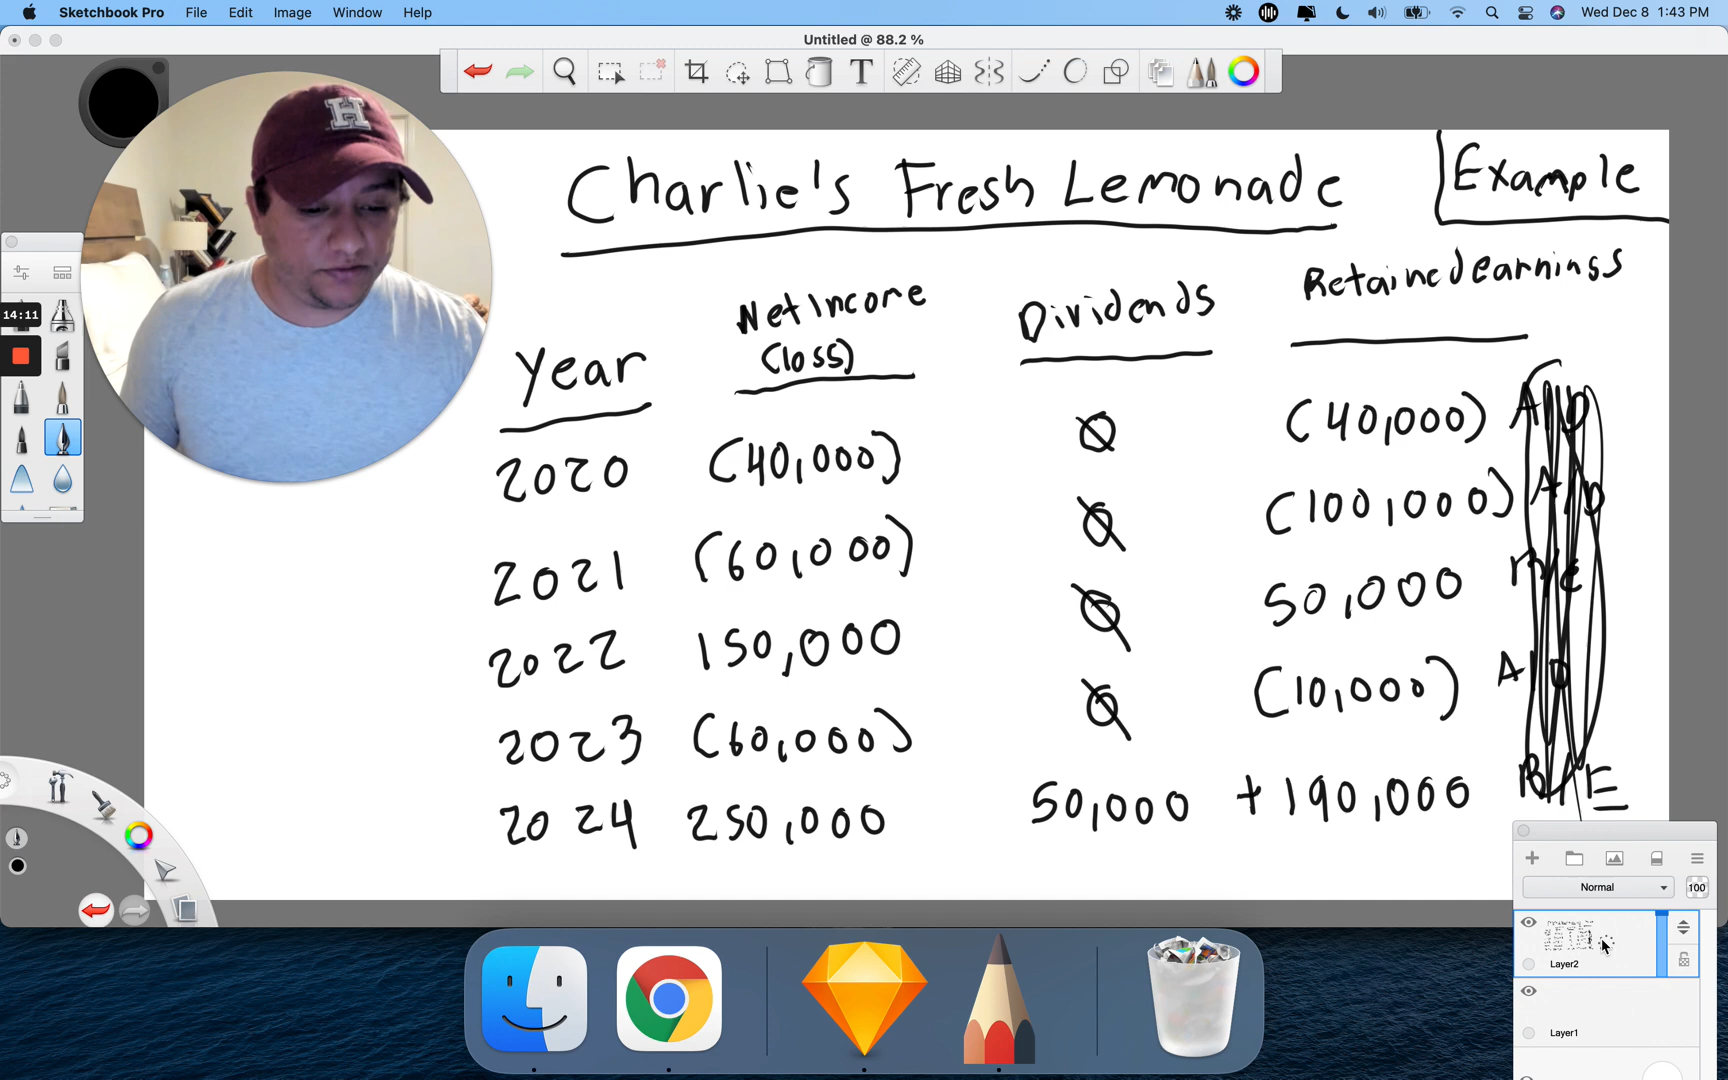 Sketchbook Pro File Edit Image Window Help Wed Dec 8 1:43 PM
Untitled @ 88.2 %
H
14:11
Charlie's Fresh Lemonade
Example
Year
Net Income
(loss)
Dividends
Retained earnings
2020 (40,000) Ø (40,000) A/D
2021 (60,000) Ø (100,000) A/D
2022 150,000 Ø 50,000 R/E
2023 (60,000) Ø (10,000) A/D
2024 250,000 50,000 +190,000 R/E
Normal 100
Layer2
Layer1